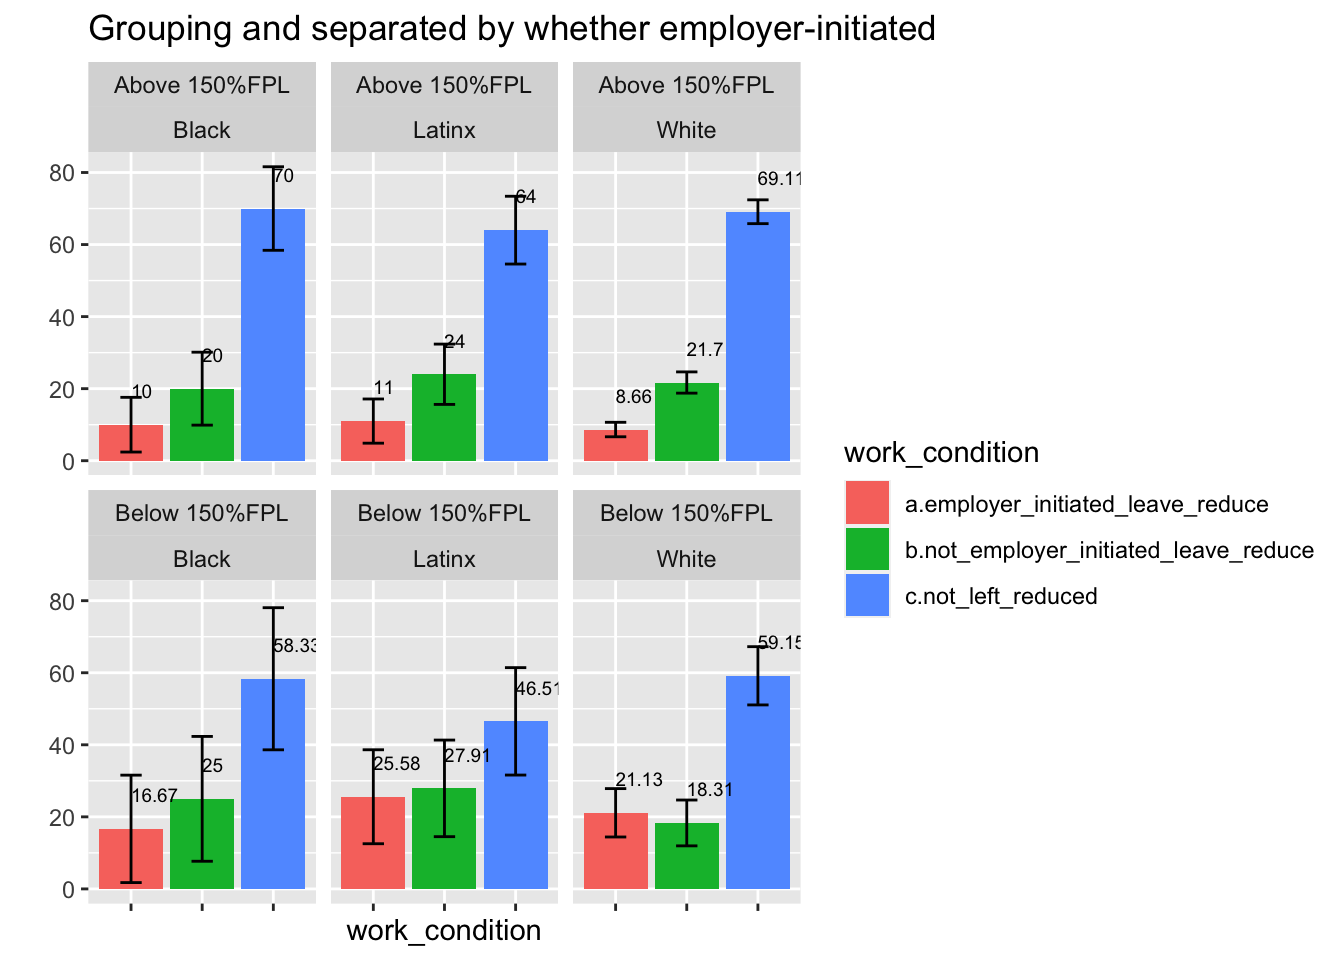 Grouping and separated by whether employer-initiated
Above 150%FPL Above 150%FPL Above 150%FPL
Black Latinx White
80
60
40
20
0
10 20 70
11 24 64
8.66 21.7 69.11
Below 150%FPL Below 150%FPL Below 150%FPL
Black Latinx White
80
60
40
20
0
16.67 25 58.33
25.58 27.91 46.51
21.13 18.31 59.15
work_condition
work_condition
a.employer_initiated_leave_reduce
b.not_employer_initiated_leave_reduce
c.not_left_reduced